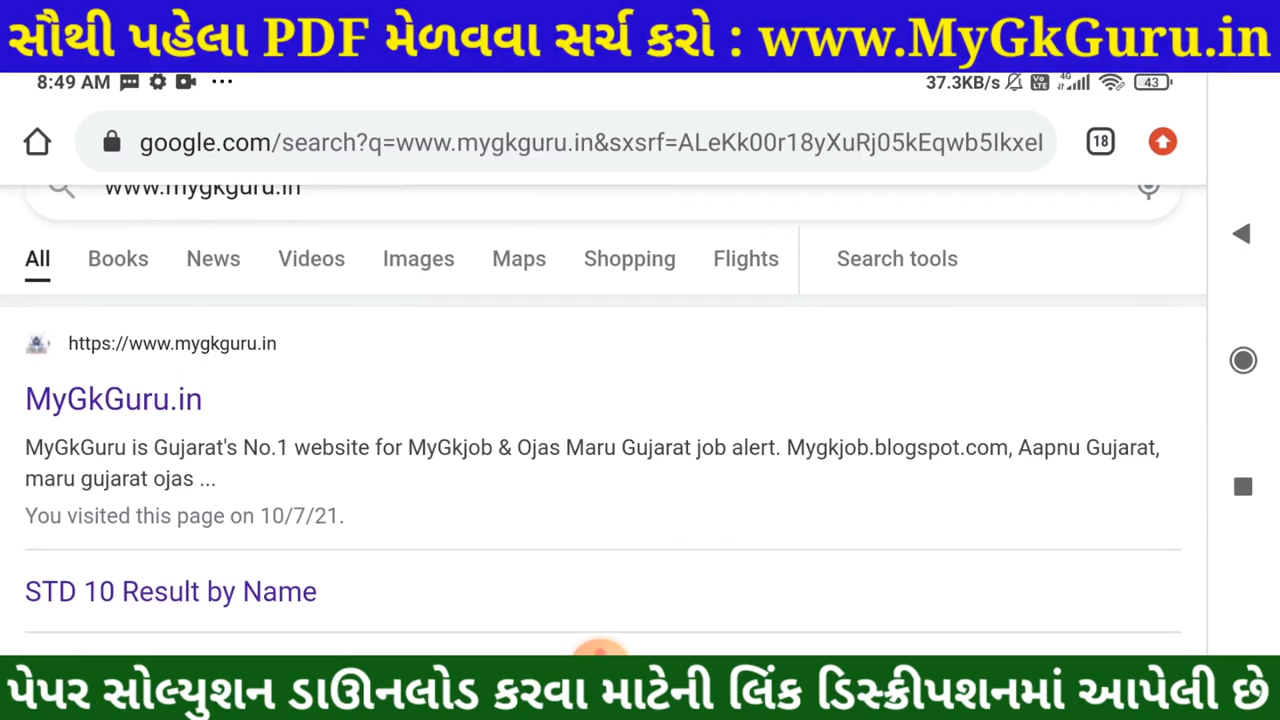 સૌથી પહેલા PDF મેળવવા સર્ચ કરો : www.MyGkGuru.in
8:49 AM ... 37.3KB/s Vo LTE 4G 43
google.com/search?q=www.mygkguru.in&sxsrf=ALeKk00r18yXuRj05kEqwb5IkxeI 18
www.mygkguru.in
All Books News Videos Images Maps Shopping Flights Search tools
https://www.mygkguru.in
MyGkGuru.in
MyGkGuru is Gujarat's No.1 website for MyGkjob & Ojas Maru Gujarat job alert. Mygkjob.blogspot.com, Aapnu Gujarat,
maru gujarat ojas ...
You visited this page on 10/7/21.
STD 10 Result by Name
પેપર સોલ્યુશન ડાઊનલોડ કરવા માટેની લિંક ડિસ્ક્રીપશનમાં આપેલી છે